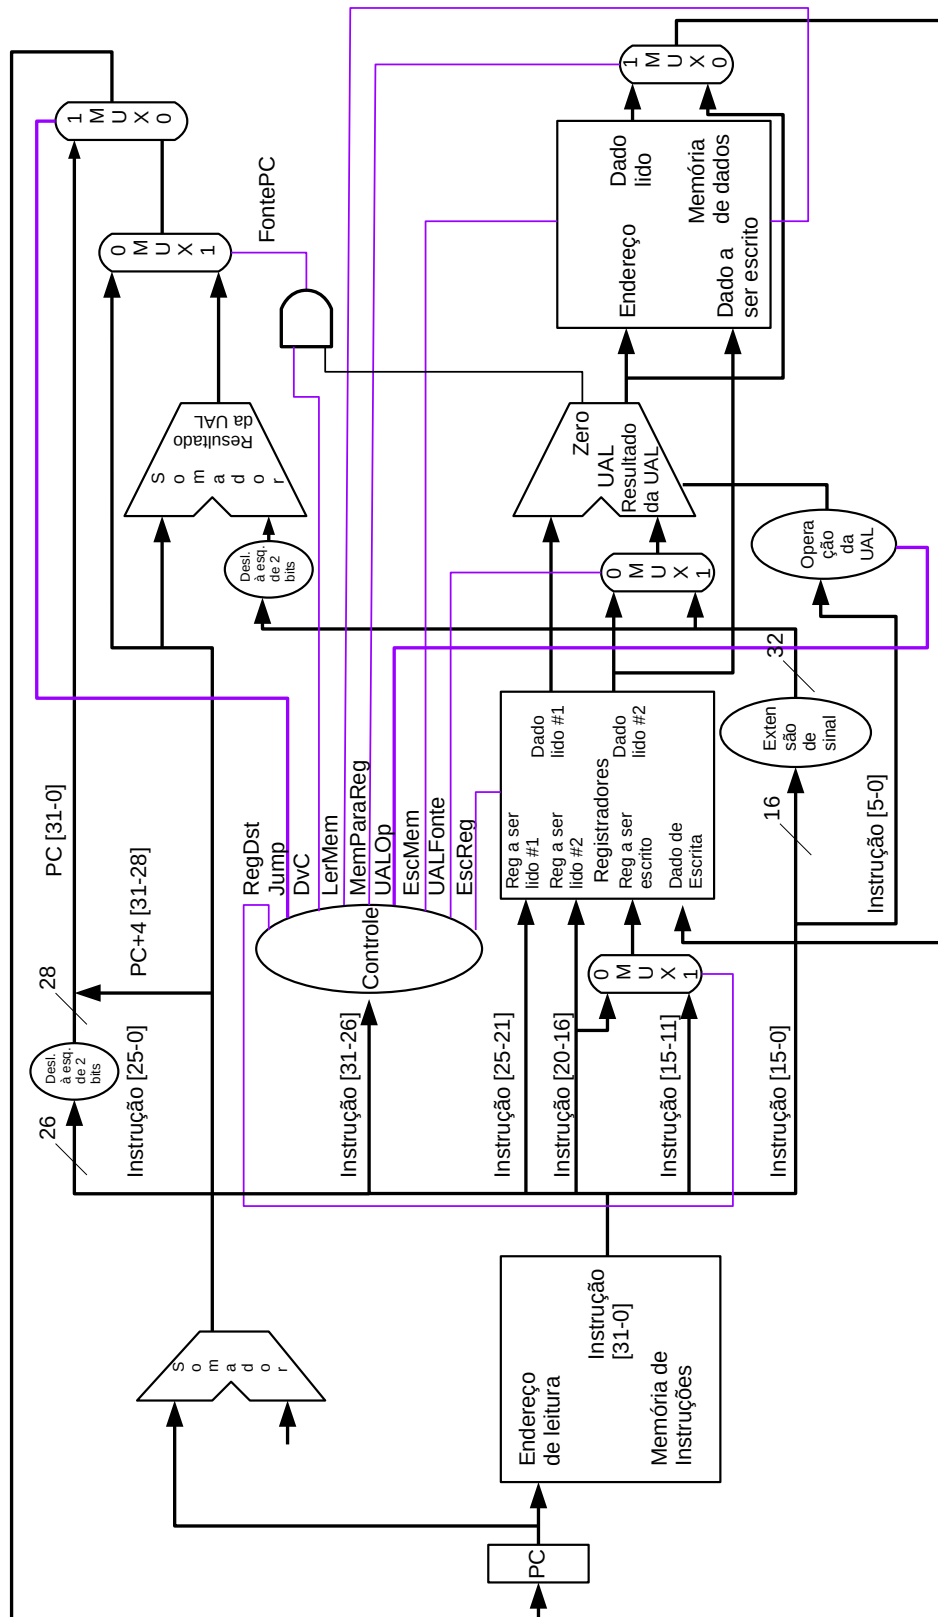 1
M
U
X
0
0
M
U
X
1
FontePC
1
M
U
X
0
Dado
lido
Endereço
Memória
de dados
Dado a
ser escrito
Resultado
da UAL
S
o
m
a
d
o
r
Zero
UAL
Resultado
da UAL
Desl.
à esq.
de 2
bits
0
M
U
X
1
Opera
ção
da
UAL
32
Exten
são
de
sinal
16
Instrução [5-0]
PC [31-0]
PC+4 [31-28]
RegDst
Jump
DvC
LerMem
MemParaReg
UALOp
EscMem
UALFonte
EscReg
Controle
Dado
lido #1
Dado
lido #2
Reg a ser
lido #1
Reg a ser
lido #2
Registradores
Reg a ser
escrito
Dado de
Escrita
0
M
U
X
1
28
Desl.
à esq.
de 2
bits
26
Instrução [25-0]
Instrução [31-26]
Instrução [25-21]
Instrução [20-16]
Instrução [15-11]
Instrução [15-0]
S
o
m
a
d
o
r
Instrução
[31-0]
Endereço
de leitura
Memória de
Instruções
PC